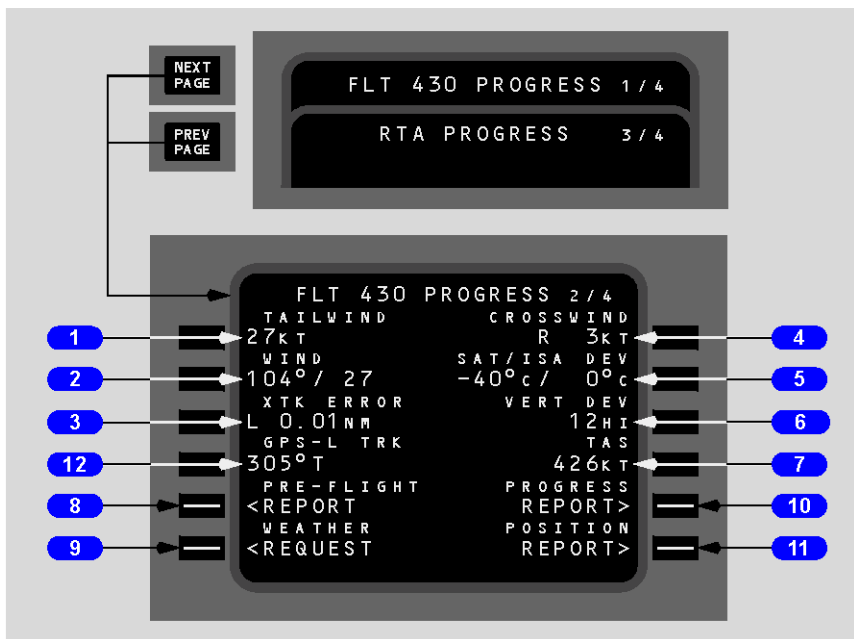 NEXT
PAGE
FLT 430 PROGRESS 1/4
PREV
PAGE
RTA PROGRESS 3/4
FLT 430 PROGRESS 2/4
TAILWIND CROSSWIND
1 27KT R 3KT 4
WIND SAT/ISA DEV
2 104°/ 27 -40°C/ 0°C 5
XTK ERROR VERT DEV
3 L 0.01NM 12HI 6
GPS-L TRK TAS
12 305°T 426KT 7
PRE-FLIGHT PROGRESS
8 <REPORT REPORT> 10
WEATHER POSITION
9 <REQUEST REPORT> 11